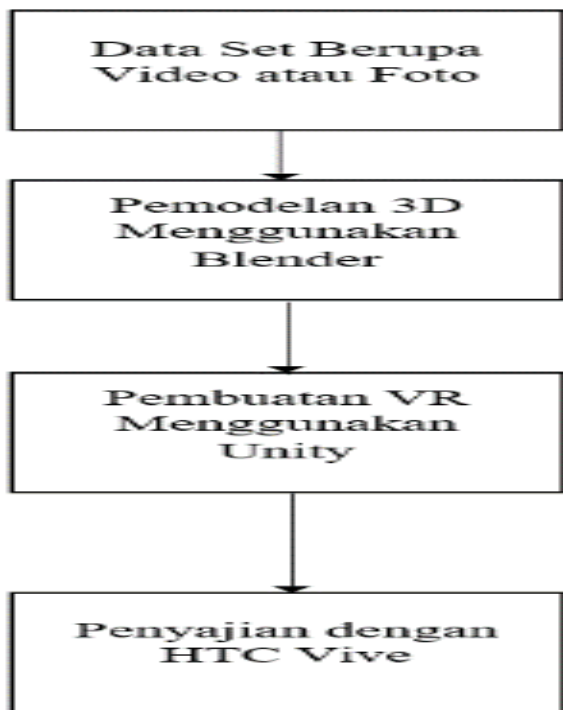 Data Set Berupa
Video atau Foto
Pemodelan 3D
Menggunakan
Blender
Pembuatan VR
Menggunakan
Unity
Penyajian dengan
HTC Vive